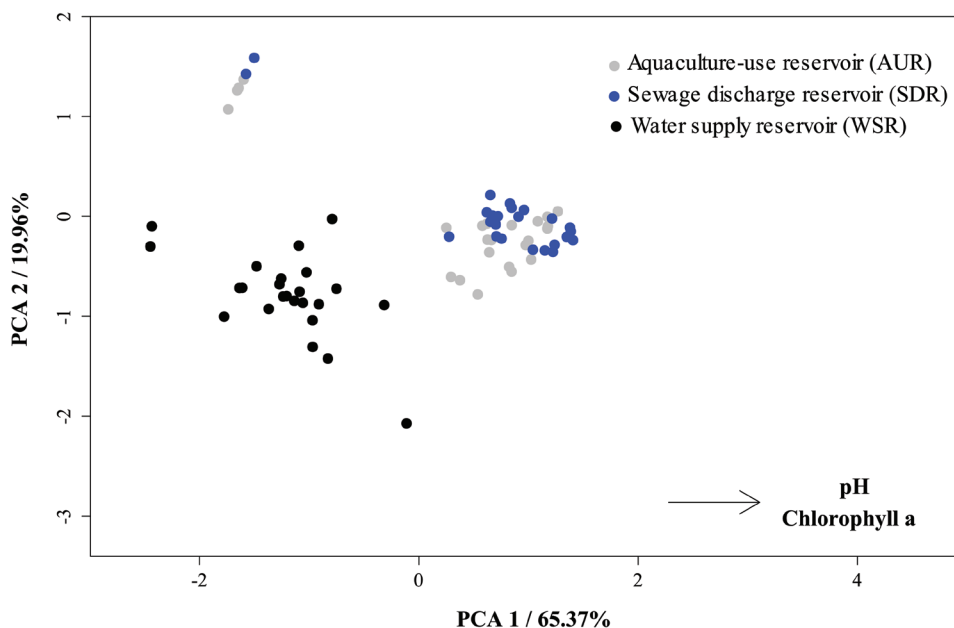 2
Aquaculture-use reservoir (AUR)
Sewage discharge reservoir (SDR)
Water supply reservoir (WSR)
1
0
PCA 2 / 19.96%
-1
-2
pH
Chlorophyll a
-3
-2 0 2 4
PCA 1 / 65.37%